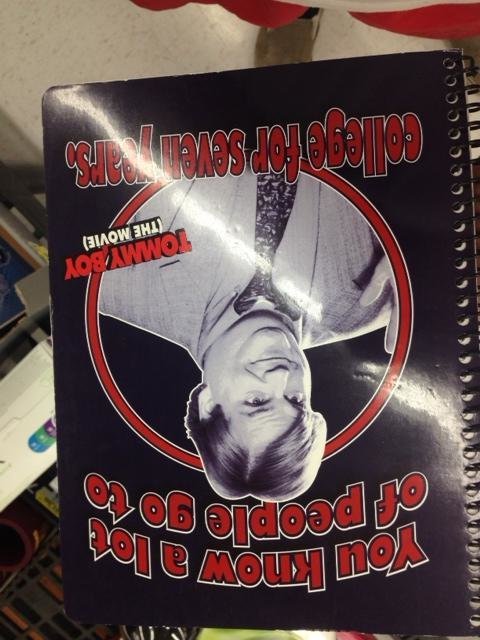 You know a lot
of people go to
TOMMY BOY
(THE MOVIE)
college for seven years.